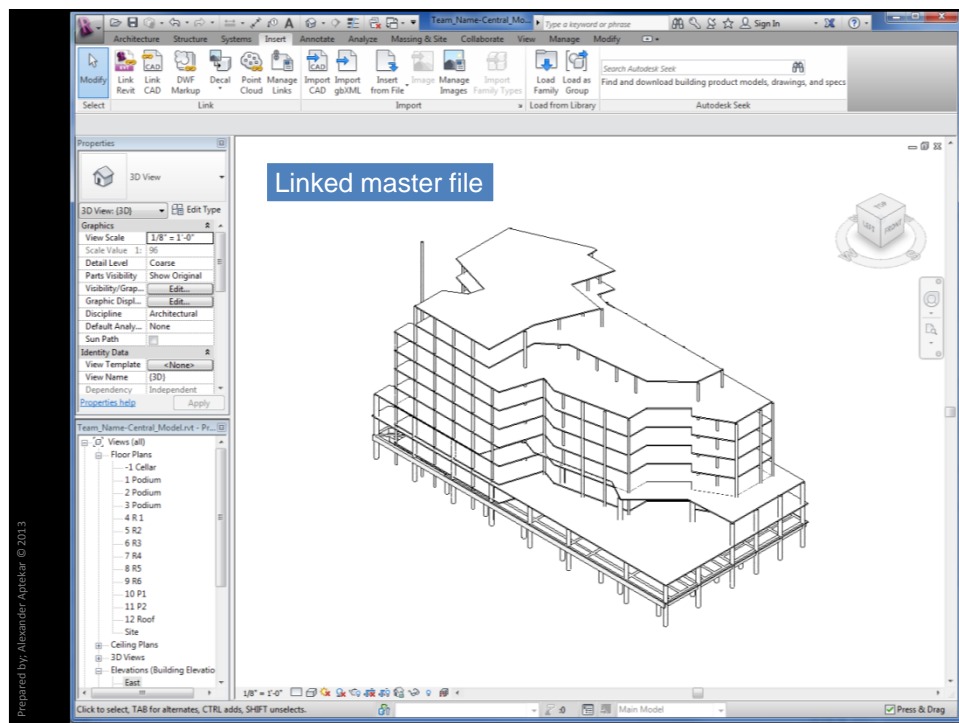 Team_Name-Central_Mo...
Type a keyword or phrase
Sign In
Architecture Structure Systems Insert Annotate Analyze Massing & Site Collaborate View Manage Modify
Modify
Link Revit
Link CAD
DWF Markup
Decal
Point Cloud
Manage Links
Import CAD
Import gbXML
Insert from File
Image
Manage Images
Import Family Types
Load Family
Load as Group
Search Autodesk Seek
Find and download building product models, drawings, and specs
Select Link Import Load from Library Autodesk Seek
Properties
3D View
3D View: {3D} Edit Type
Graphics
View Scale 1/8" = 1'-0"
Scale Value 1: 96
Detail Level Coarse
Parts Visibility Show Original
Visibility/Grap... Edit...
Graphic Displ... Edit...
Discipline Architectural
Default Analy... None
Sun Path
Identity Data
View Template <None>
View Name {3D}
Dependency Independent
Properties help Apply
Team_Name-Central_Model.rvt - Pr...
Views (all)
Floor Plans
-1 Cellar
1 Podium
2 Podium
3 Podium
4 R 1
5 R2
6 R3
7 R4
8 R5
9 R6
10 P1
11 P2
12 Roof
Site
Ceiling Plans
3D Views
Elevations (Building Elevatio
East
Linked master file
TOP
LEFT
FRONT
1/8" = 1'-0"
Click to select, TAB for alternates, CTRL adds, SHIFT unselects.
:0
Main Model
Press & Drag
Prepared by; Alexander Aptekar © 2013